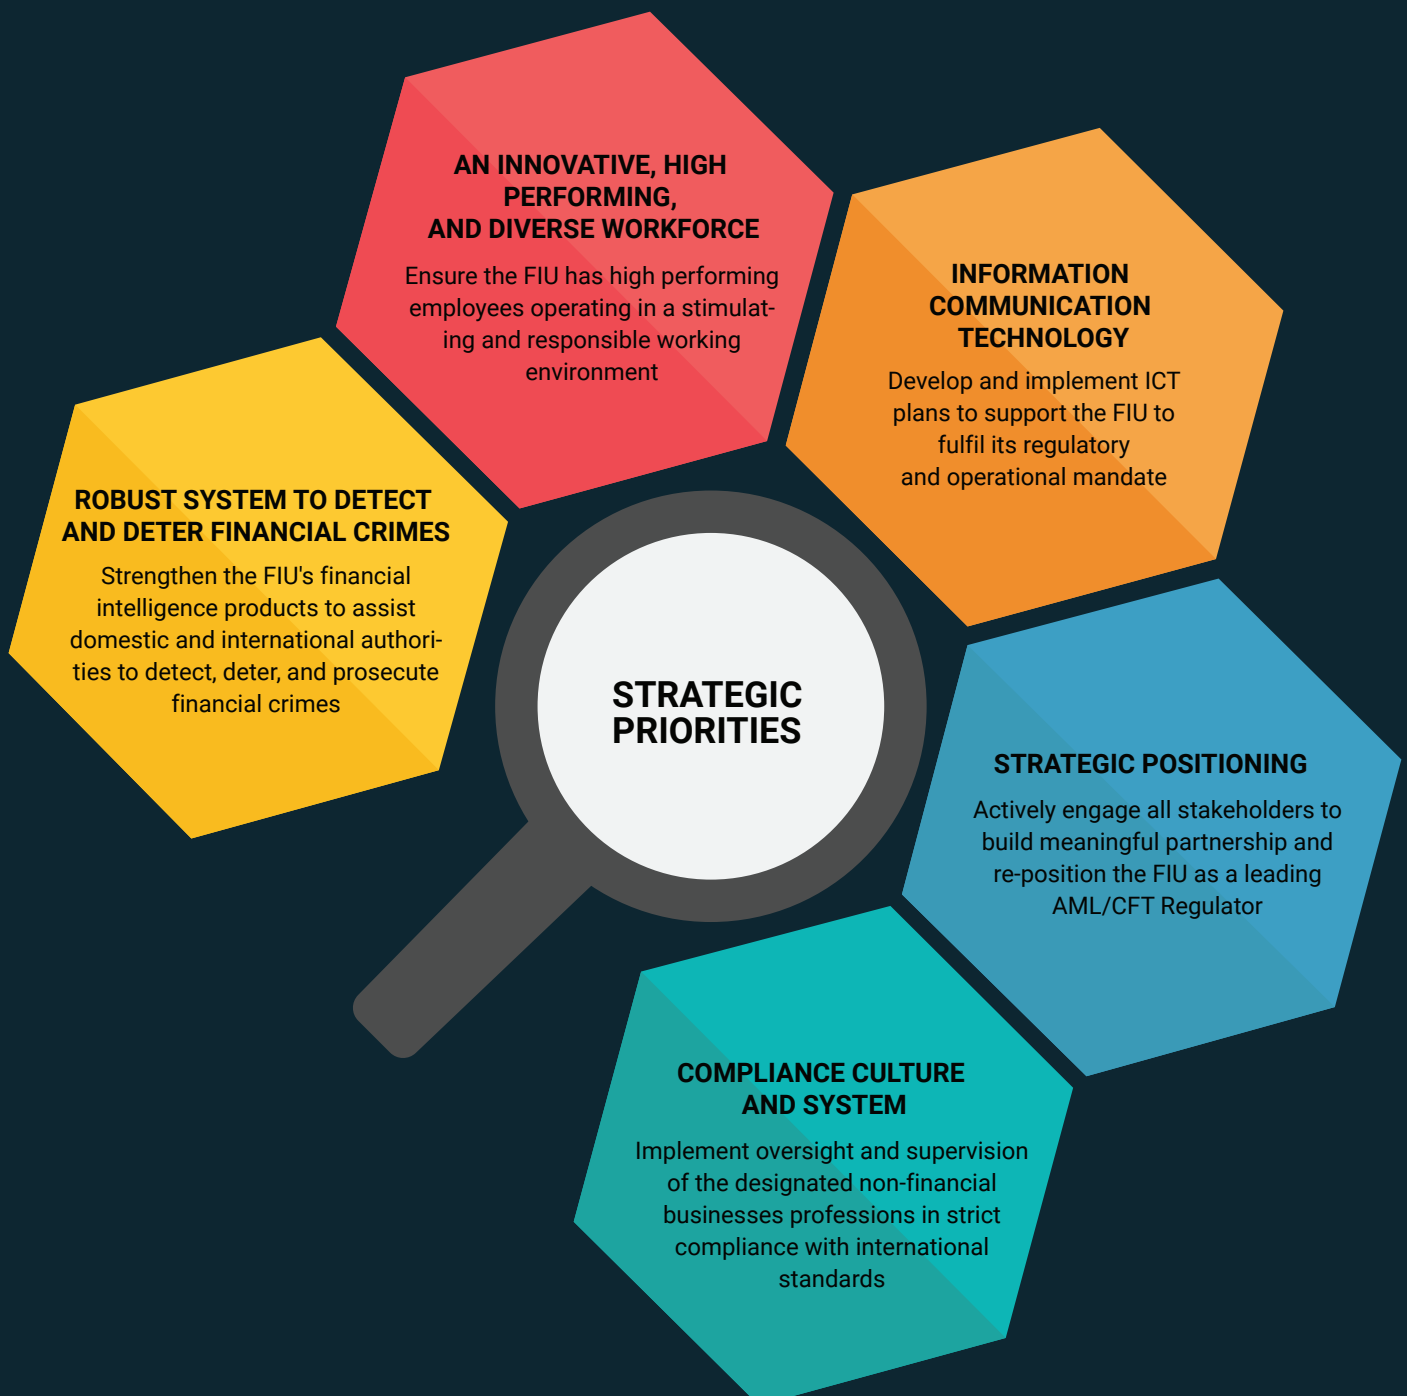 AN INNOVATIVE, HIGH
PERFORMING,
AND DIVERSE WORKFORCE
Ensure the FIU has high performing
employees operating in a stimulat-
ing and responsible working
environment
INFORMATION
COMMUNICATION
TECHNOLOGY
Develop and implement ICT
plans to support the FIU to
fulfil its regulatory
and operational mandate
ROBUST SYSTEM TO DETECT
AND DETER FINANCIAL CRIMES
Strengthen the FIU's financial
intelligence products to assist
domestic and international authori-
ties to detect, deter, and prosecute
financial crimes
STRATEGIC
PRIORITIES
STRATEGIC POSITIONING
Actively engage all stakeholders to
build meaningful partnership and
re-position the FIU as a leading
AML/CFT Regulator
COMPLIANCE CULTURE
AND SYSTEM
Implement oversight and supervision
of the designated non-financial
businesses professions in strict
compliance with international
standards